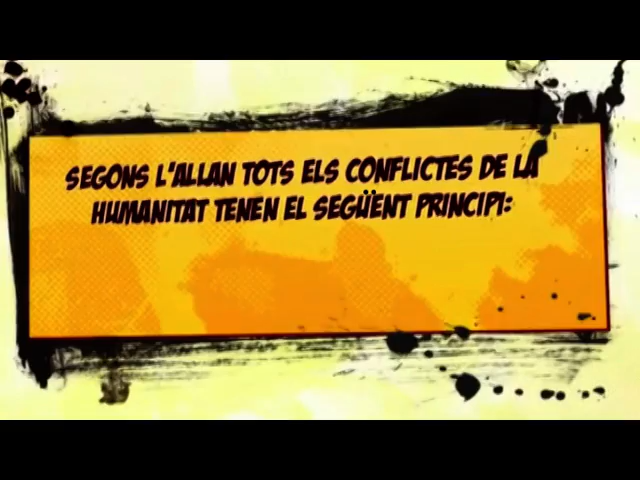 SEGONS L'ALLAN TOTS ELS CONFLICTES DE LA
HUMANITAT TENEN EL SEGÜENT PRINCIPI: